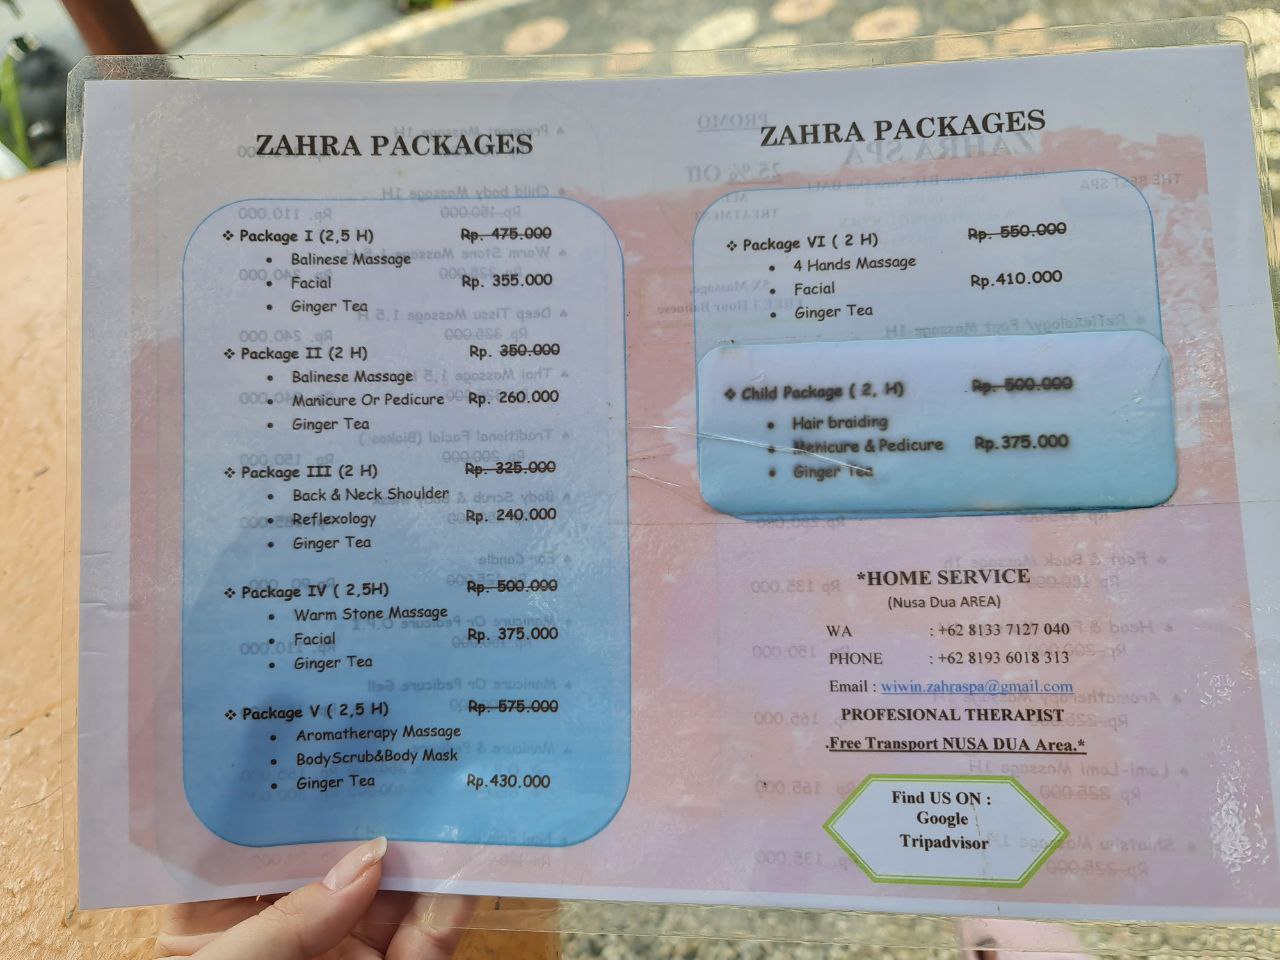 ZAHRA PACKAGES
❖ Package I (2,5 H) Rp. 475.000
• Balinese Massage
• Facial Rp. 355.000
• Ginger Tea
❖ Package II (2 H) Rp. 350.000
• Balinese Massage
• Manicure Or Pedicure Rp. 260.000
• Ginger Tea
❖ Package III (2 H) Rp. 325.000
• Back & Neck Shoulder
• Reflexology Rp. 240.000
• Ginger Tea
❖ Package IV ( 2,5H) Rp. 500.000
• Warm Stone Massage
• Facial Rp. 375.000
• Ginger Tea
❖ Package V ( 2,5 H) Rp. 575.000
• Aromatherapy Massage
• BodyScrub&Body Mask
• Ginger Tea Rp.430.000
ZAHRA PACKAGES
❖ Package VI ( 2 H) Rp. 550.000
• 4 Hands Massage
• Facial Rp.410.000
• Ginger Tea
❖ Child Package ( 2, H) Rp. 500.000
• Hair braiding
• Menicure & Pedicure Rp.375.000
• Ginger Tea
*HOME SERVICE
(Nusa Dua AREA)
WA : +62 8133 7127 040
PHONE : +62 8193 6018 313
Email : wiwin.zahraspa@gmail.com
PROFESIONAL THERAPIST
.Free Transport NUSA DUA Area.*
Find US ON :
Google
Tripadvisor